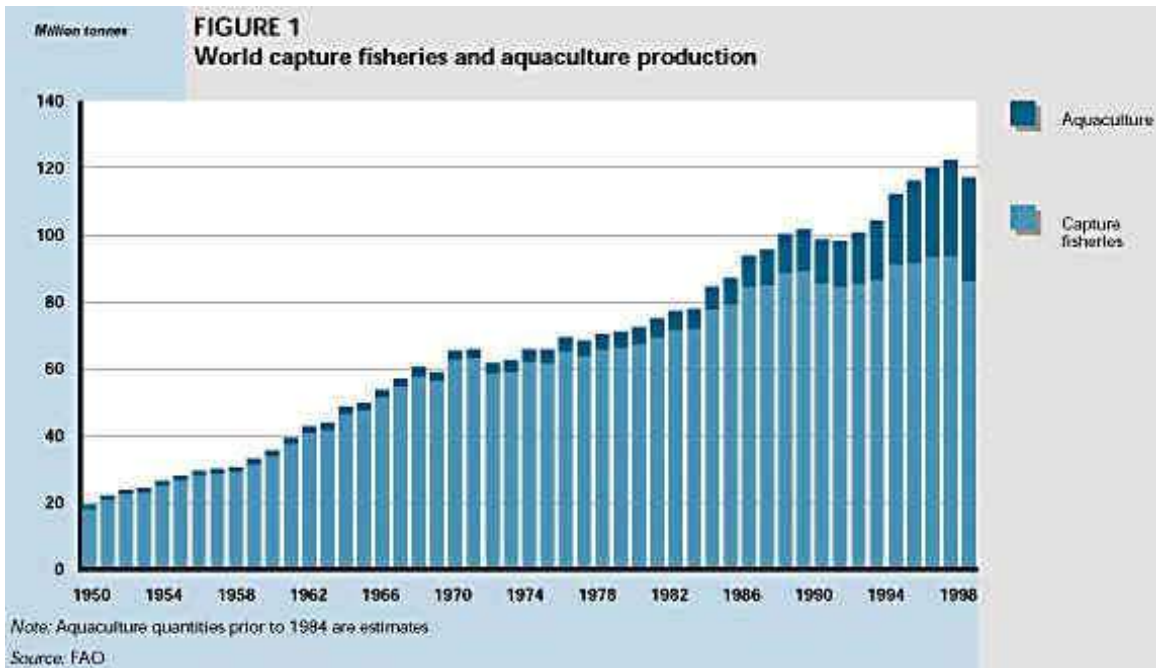 Million tonnes
FIGURE 1
World capture fisheries and aquaculture production
140
120
100
80
60
40
20
0
1950 1954 1958 1962 1966 1970 1974 1978 1982 1986 1990 1994 1998
Aquaculture
Capture
fisheries
Note: Aquaculture quantities prior to 1984 are estimates
Source: FAO